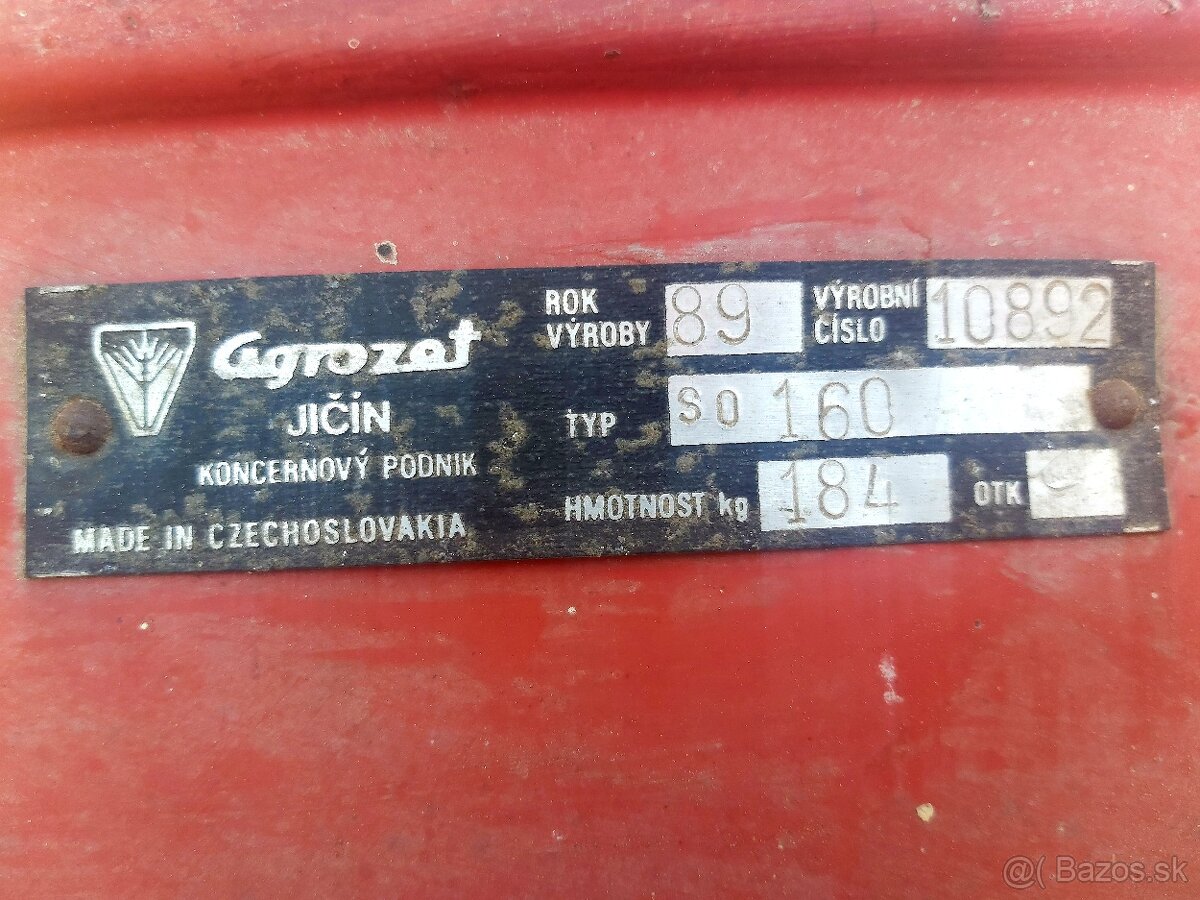 Agrozet
JIČÍN
KONCERNOVÝ PODNIK
MADE IN CZECHOSLOVAKIA
ROK VÝROBY 89
VÝROBNÍ ČÍSLO 10892
TYP SO 160
HMOTNOST kg 184
OTK
@( Bazos.sk